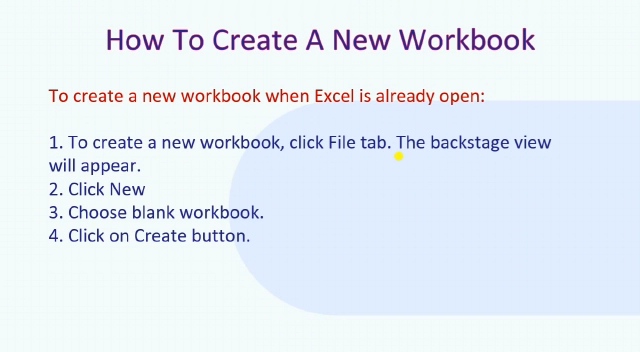 How To Create A New Workbook
To create a new workbook when Excel is already open:
1. To create a new workbook, click File tab. The backstage view
will appear.
2. Click New
3. Choose blank workbook.
4. Click on Create button.